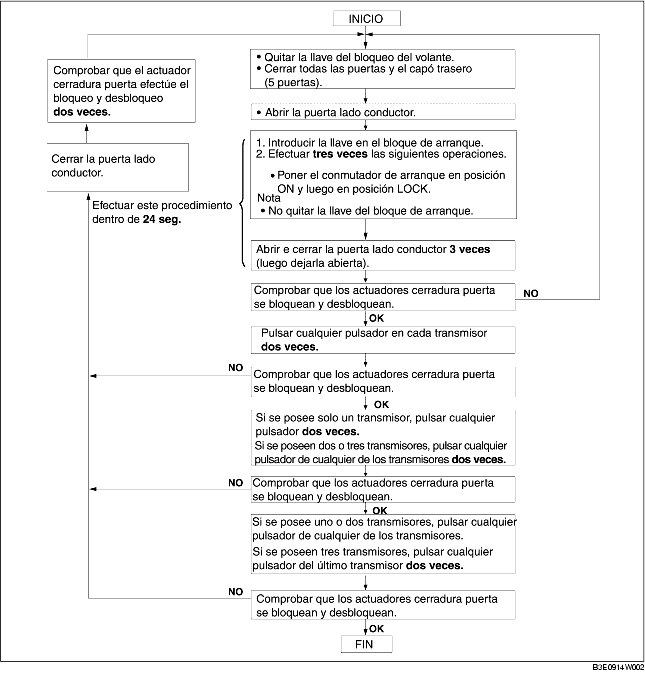 INICIO
• Quitar la llave del bloqueo del volante.
• Cerrar todas las puertas y el capó trasero
(5 puertas).
• Abrir la puerta lado conductor.
1. Introducir la llave en el bloque de arranque.
2. Efectuar tres veces las siguientes operaciones.
• Poner el conmutador de arranque en posición
ON y luego en posición LOCK.
Nota
• No quitar la llave del bloque de arranque.
Efectuar este procedimiento
dentro de 24 seg.
Abrir e cerrar la puerta lado conductor 3 veces
(luego dejarla abierta).
Comprobar que los actuadores cerradura puerta
se bloquean y desbloquean.
NO
OK
Pulsar cualquier pulsador en cada transmisor
dos veces.
Comprobar que los actuadores cerradura puerta
se bloquean y desbloquean.
NO
OK
Si se posee solo un transmisor, pulsar cualquier
pulsador dos veces.
Si se poseen dos o tres transmisores, pulsar cualquier
pulsador de cualquier de los transmisores dos veces.
Comprobar que los actuadores cerradura puerta
se bloquean y desbloquean.
NO
OK
Si se posee uno o dos transmisores, pulsar cualquier
pulsador de cualquier de los transmisores.
Si se poseen tres transmisores, pulsar cualquier
pulsador del último transmisor dos veces.
Comprobar que los actuadores cerradura puerta
se bloquean y desbloquean.
NO
OK
FIN
Cerrar la puerta lado
conductor.
Comprobar que el actuador
cerradura puerta efectúe el
bloqueo y desbloqueo
dos veces.
B3E0914W002